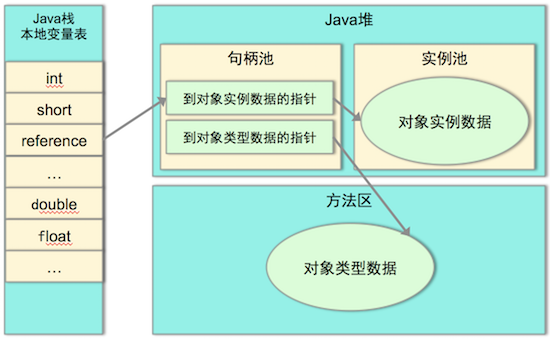 Java栈
本地变量表
int
short
reference
…
double
float
…
Java堆
句柄池
到对象实例数据的指针
到对象类型数据的指针
实例池
对象实例数据
方法区
对象类型数据